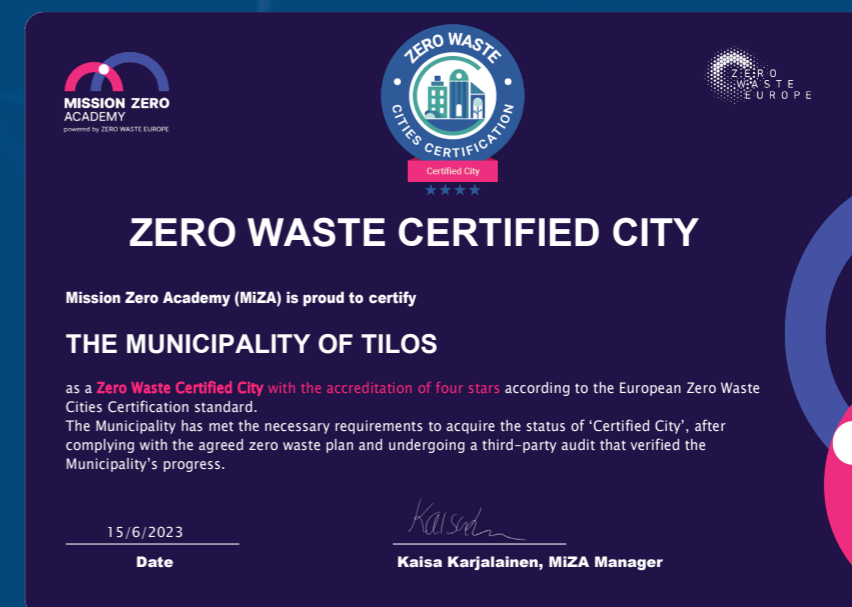 MISSION ZERO
ACADEMY
powered by ZERO WASTE EUROPE
ZERO WASTE
CITIES CERTIFICATION
Certified City
ZERO
WASTE
EUROPE
ZERO WASTE CERTIFIED CITY
Mission Zero Academy (MiZA) is proud to certify
THE MUNICIPALITY OF TILOS
as a Zero Waste Certified City with the accreditation of four stars according to the European Zero Waste
Cities Certification standard.
The Municipality has met the necessary requirements to acquire the status of ‘Certified City’, after
complying with the agreed zero waste plan and undergoing a third-party audit that verified the
Municipality’s progress.
15/6/2023
Date
Kaisa Karjalainen, MiZA Manager